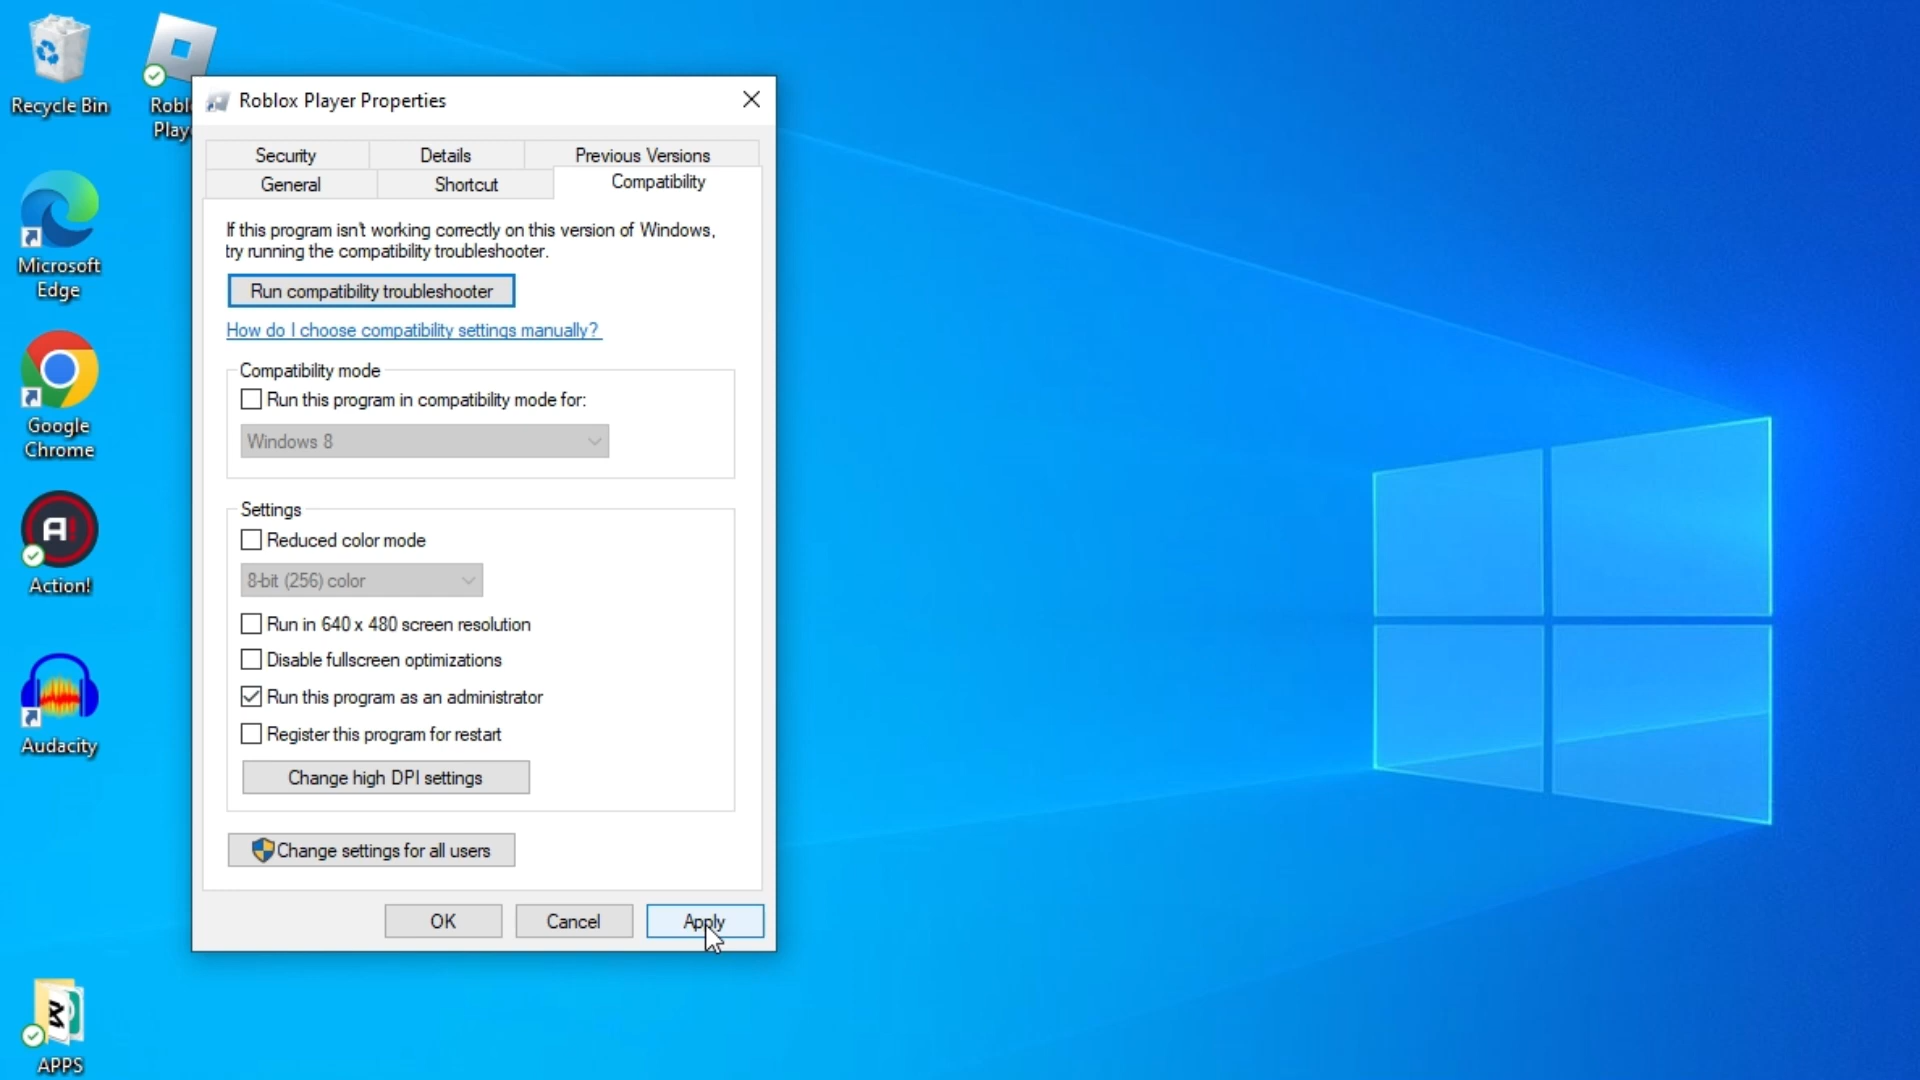 Recycle Bin
Roblox Player Properties
Security
Details
Previous Versions
General
Shortcut
Compatibility
If this program isn't working correctly on this version of Windows,
try running the compatibility troubleshooter.
Run compatibility troubleshooter
How do I choose compatibility settings manually?
Compatibility mode
Run this program in compatibility mode for:
Windows 8
Settings
Reduced color mode
8-bit (256) color
Run in 640 x 480 screen resolution
Disable fullscreen optimizations
Run this program as an administrator
Register this program for restart
Change high DPI settings
Change settings for all users
OK
Cancel
Apply
Microsoft
Edge
Google
Chrome
A!
Action!
Audacity
APPS